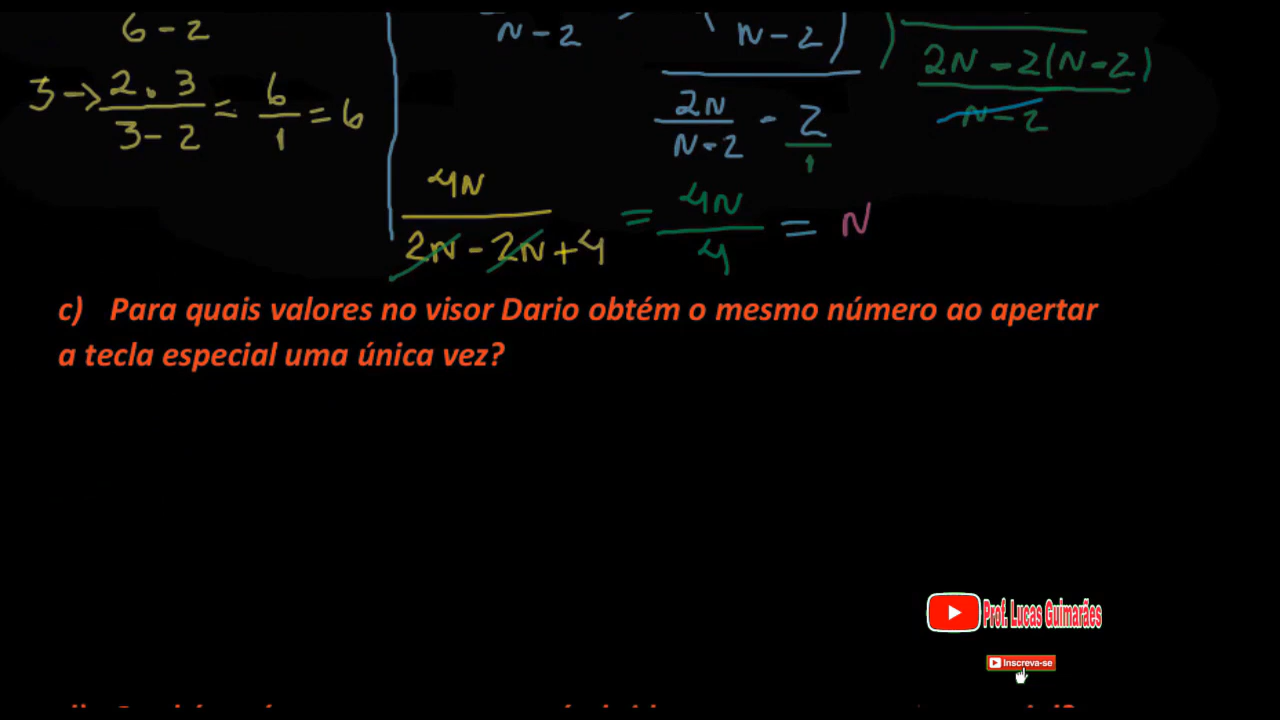 6 - 2
3 → 2 . 3 / 3 - 2 = 6 / 1 = 6
N - 2
N - 2 )
2N / N - 2 - 2 / 1
2N - 2(N - 2)
N - 2
4N / 2N - 2N + 4 = 4N / 4 = N
c) Para quais valores no visor Dario obtém o mesmo número ao apertar
a tecla especial uma única vez?
Prof. Lucas Guimarães
Inscreva-se